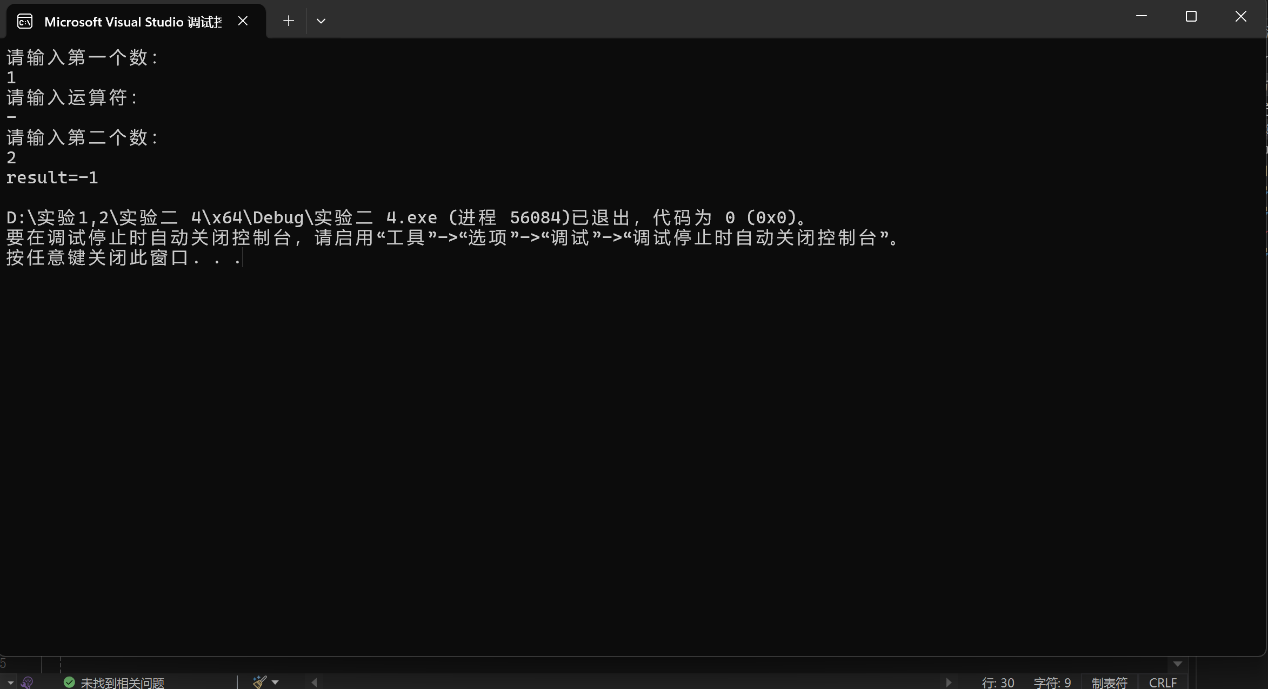 Microsoft Visual Studio 调试
请输入第一个数：
1
请输入运算符：
-
请输入第二个数：
2
result=-1
D:\实验1,2\实验二 4\x64\Debug\实验二 4.exe (进程 56084)已退出，代码为 0 (0x0)。
要在调试停止时自动关闭控制台，请启用“工具”->“选项”->“调试”->“调试停止时自动关闭控制台”。
按任意键关闭此窗口. . .
未找到相关问题
行: 30 字符: 9 制表符 CRLF